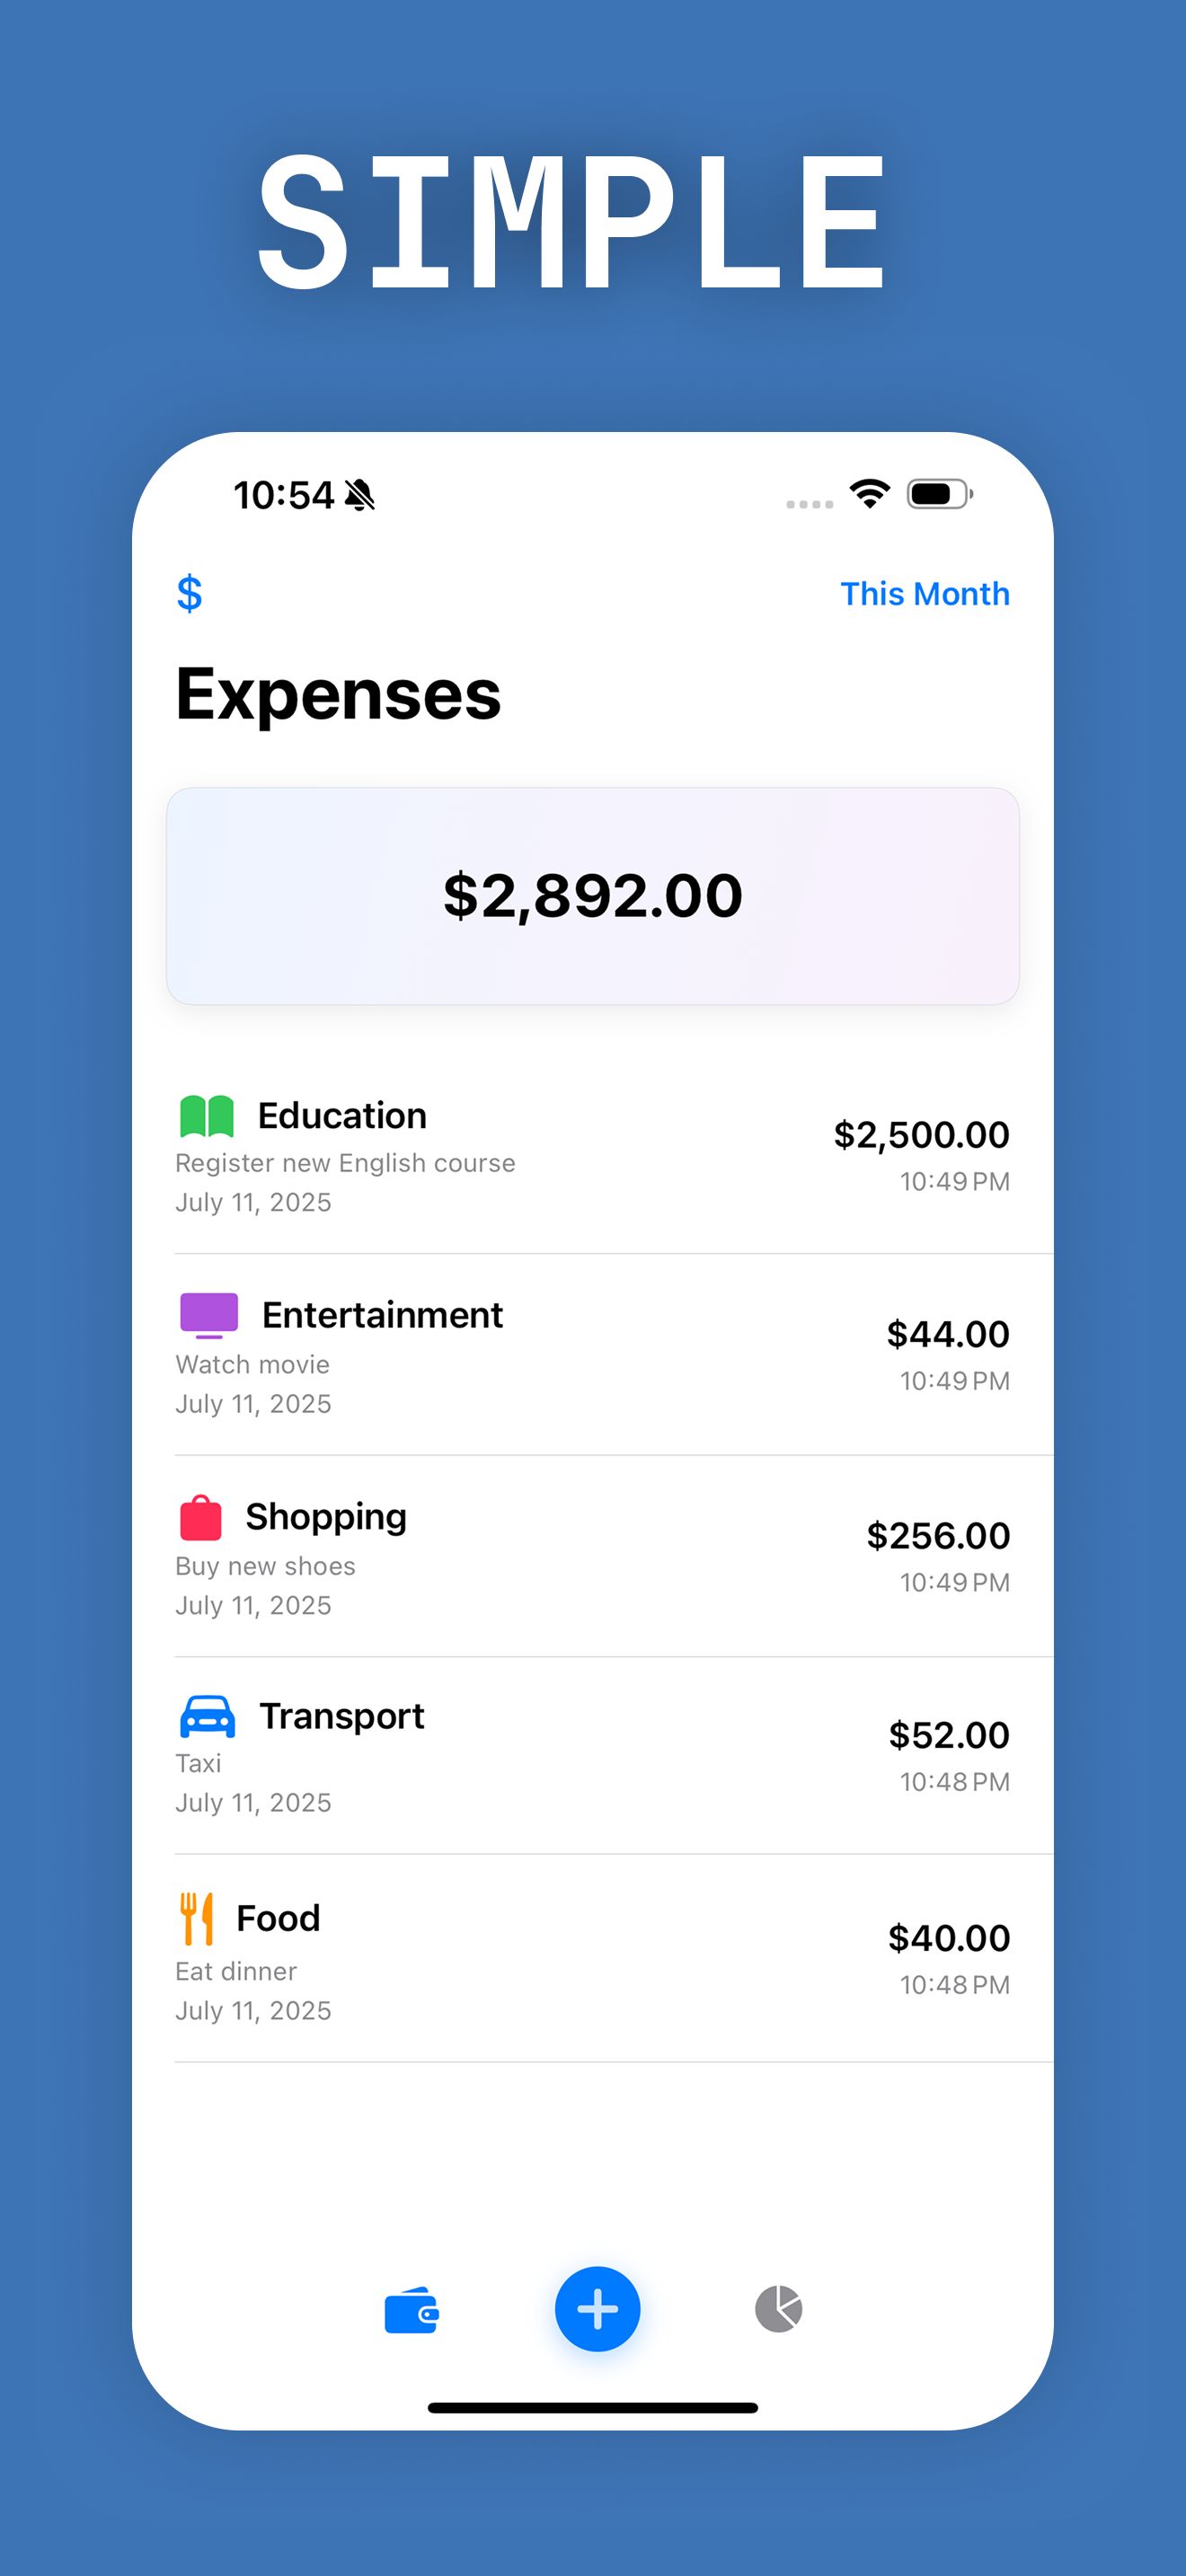 SIMPLE
10:54
$
This Month
Expenses
$2,892.00
Education
Register new English course
July 11, 2025
$2,500.00
10:49 PM
Entertainment
Watch movie
July 11, 2025
$44.00
10:49 PM
Shopping
Buy new shoes
July 11, 2025
$256.00
10:49 PM
Transport
Taxi
July 11, 2025
$52.00
10:48 PM
Food
Eat dinner
July 11, 2025
$40.00
10:48 PM